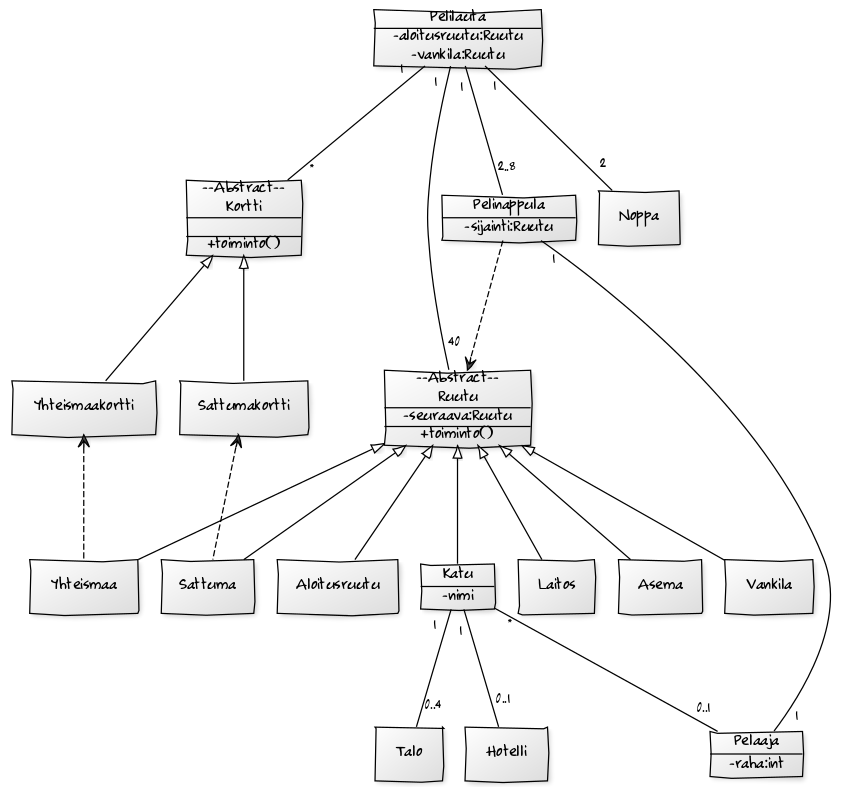 Pelilauta
-aloitusruutu:Ruutu
-vankila:Ruutu
1
1
1
1
*
2..8
2
--Abstract--
Kortti
+toiminto()
Pelinappula
-sijainti:Ruutu
Noppa
1
40
--Abstract--
Ruutu
-seuraava:Ruutu
+toiminto()
Yhteismaakortti
Sattumakortti
Yhteismaa
Sattuma
Aloitusruutu
Katu
-nimi
Laitos
Asema
Vankila
1
1
*
0..4
0..1
0..1
1
Talo
Hotelli
Pelaaja
-raha:int